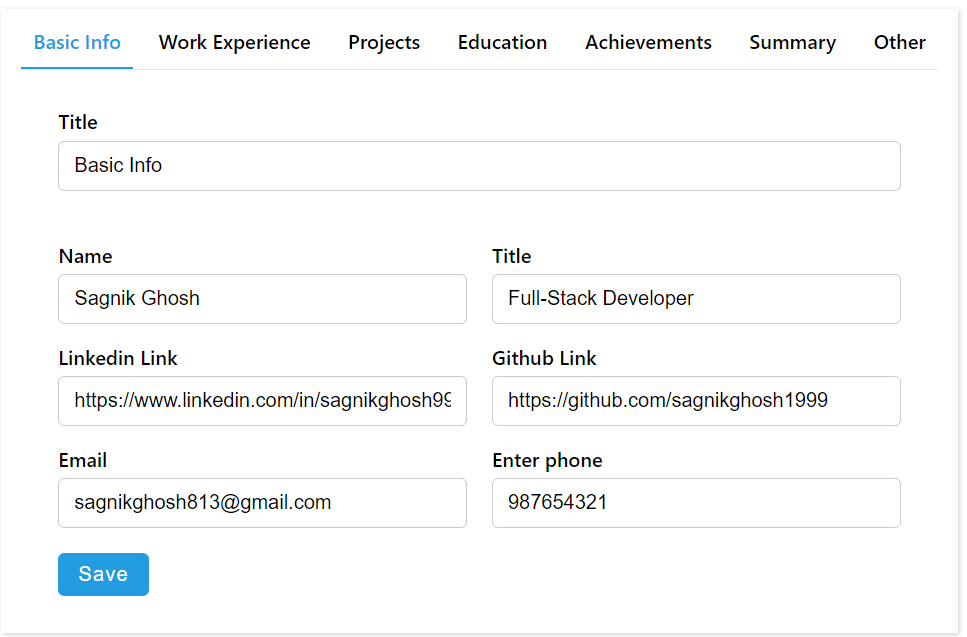 Basic Info Work Experience Projects Education Achievements Summary Other
Title
Basic Info
Name Title
Sagnik Ghosh Full-Stack Developer
Linkedin Link Github Link
https://www.linkedin.com/in/sagnikghosh99 https://github.com/sagnikghosh1999
Email Enter phone
sagnikghosh813@gmail.com 987654321
Save